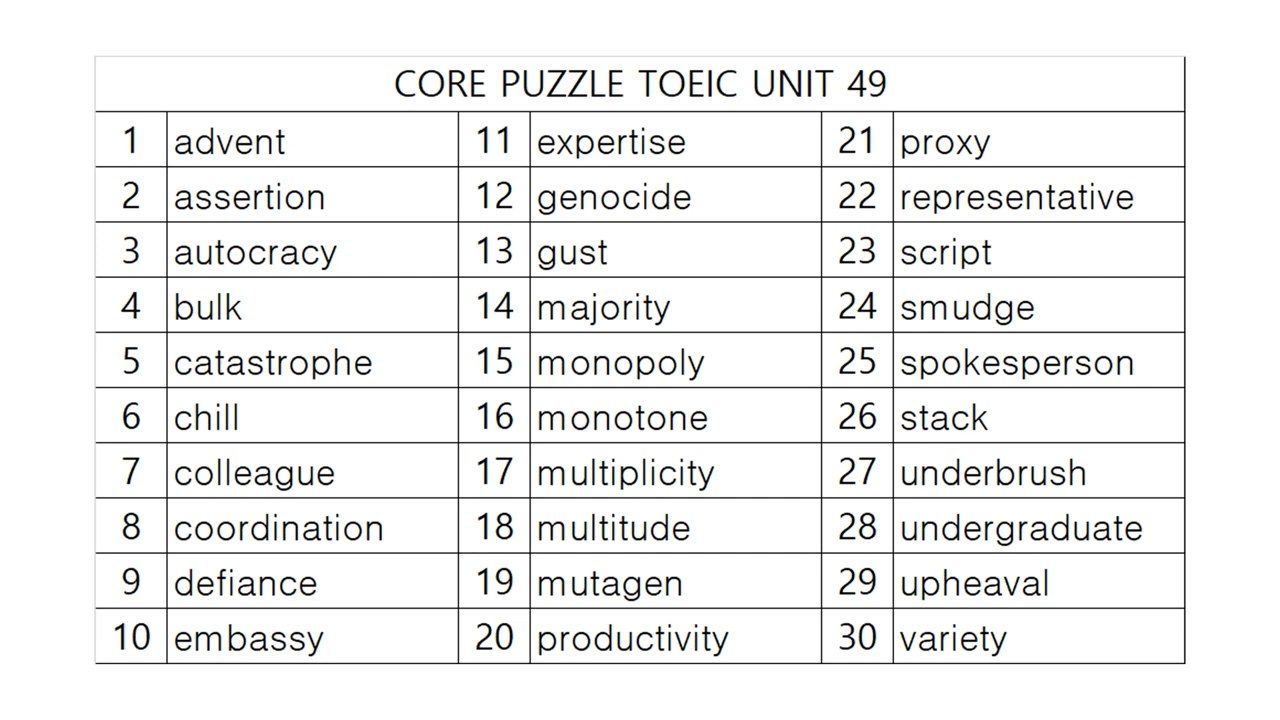 CORE PUZZLE TOEIC UNIT 49
1 advent 11 expertise 21 proxy
2 assertion 12 genocide 22 representative
3 autocracy 13 gust 23 script
4 bulk 14 majority 24 smudge
5 catastrophe 15 monopoly 25 spokesperson
6 chill 16 monotone 26 stack
7 colleague 17 multiplicity 27 underbrush
8 coordination 18 multitude 28 undergraduate
9 defiance 19 mutagen 29 upheaval
10 embassy 20 productivity 30 variety